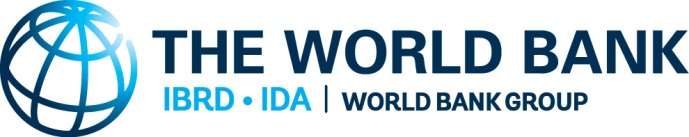 THE WORLD BANK
IBRD • IDA | WORLD BANK GROUP